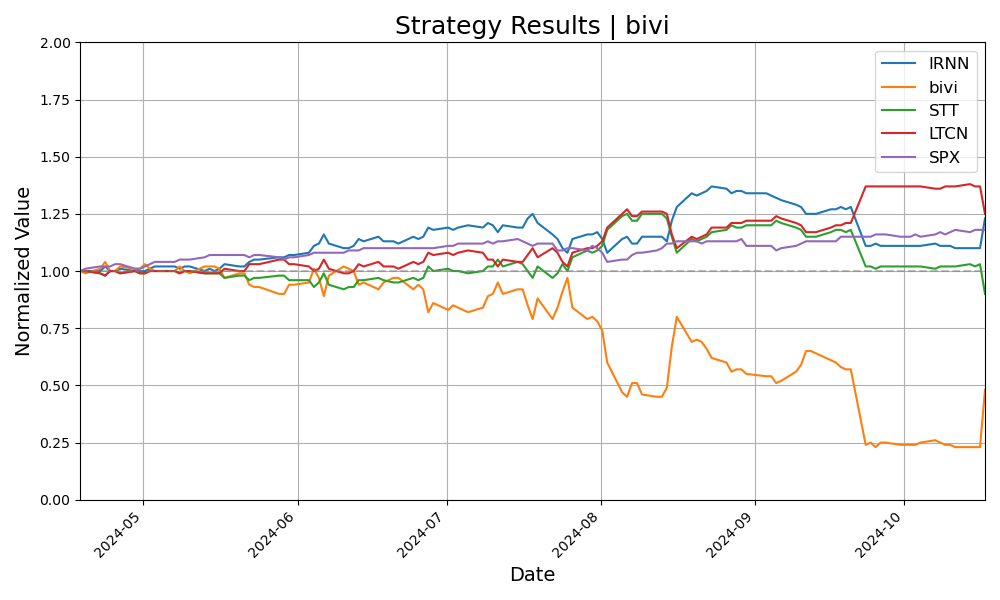 Strategy Results | bivi
Normalized Value
2.00
1.75
1.50
1.25
1.00
0.75
0.50
0.25
0.00
IRNN
bivi
STT
LTCN
SPX
2024-05
2024-06
2024-07
2024-08
2024-09
2024-10
Date